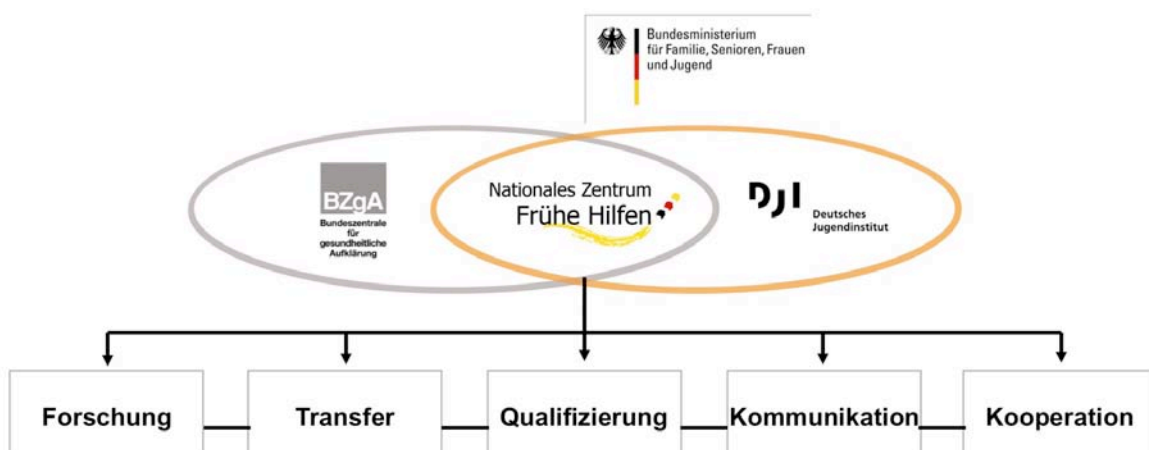 Bundesministerium
für Familie, Senioren, Frauen
und Jugend
BZgA
Bundeszentrale
für
gesundheitliche
Aufklärung
Nationales Zentrum
Frühe Hilfen
DJI
Deutsches
Jugendinstitut
Forschung
Transfer
Qualifizierung
Kommunikation
Kooperation